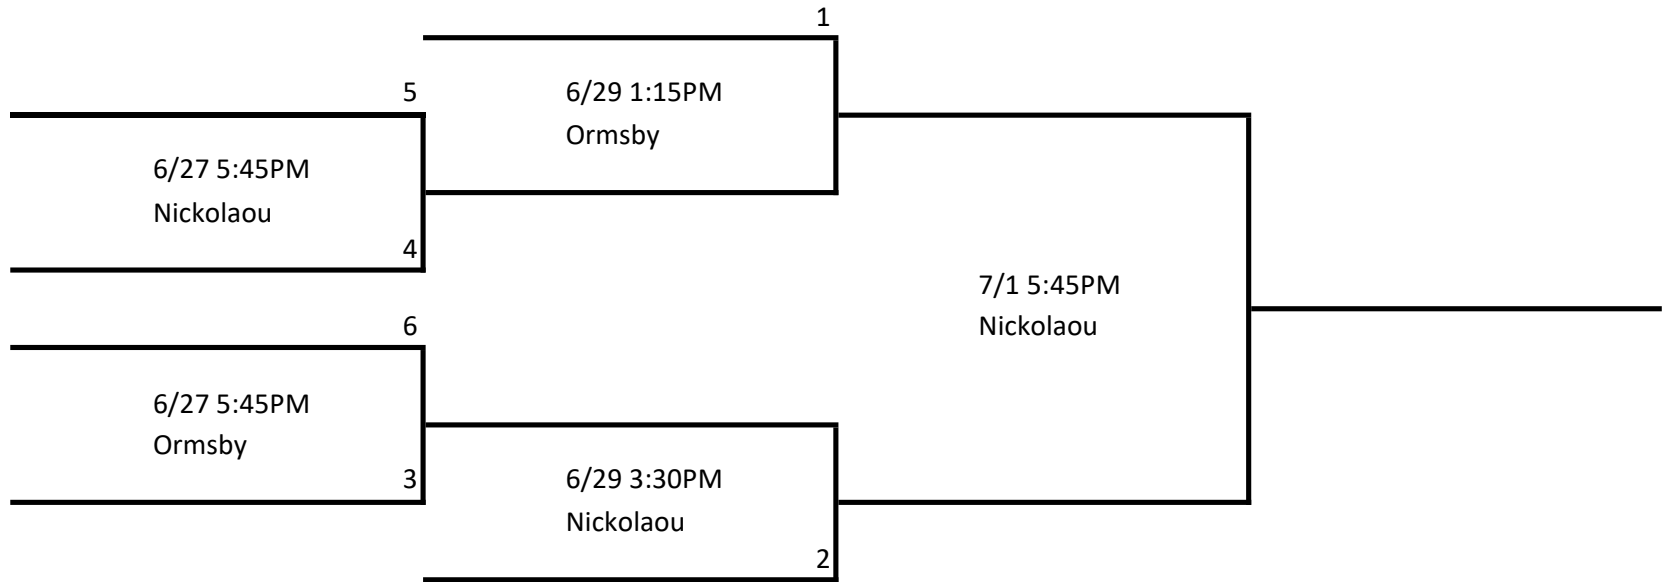 1
5
6/29 1:15PM
Ormsby
6/27 5:45PM
Nickolaou
4
7/1 5:45PM
Nickolaou
6
6/27 5:45PM
Ormsby
3
6/29 3:30PM
Nickolaou
2